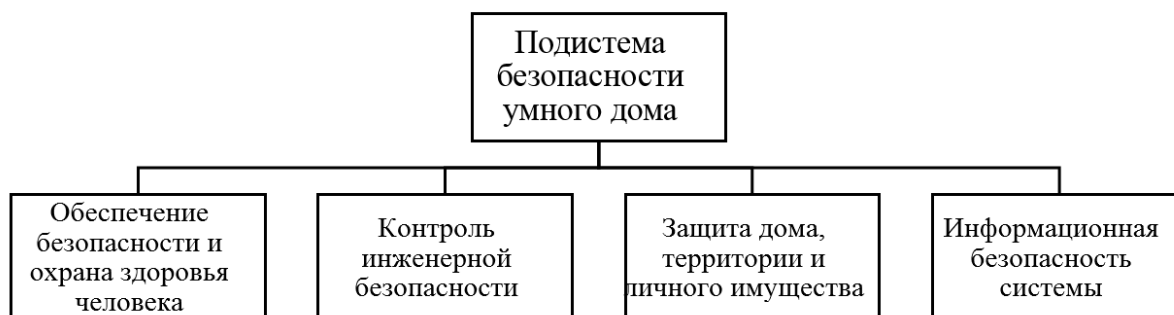 Подистема
безопасности
умного дома
Обеспечение
безопасности и
охрана здоровья
человека
Контроль
инженерной
безопасности
Защита дома,
территории и
личного имущества
Информационная
безопасность
системы